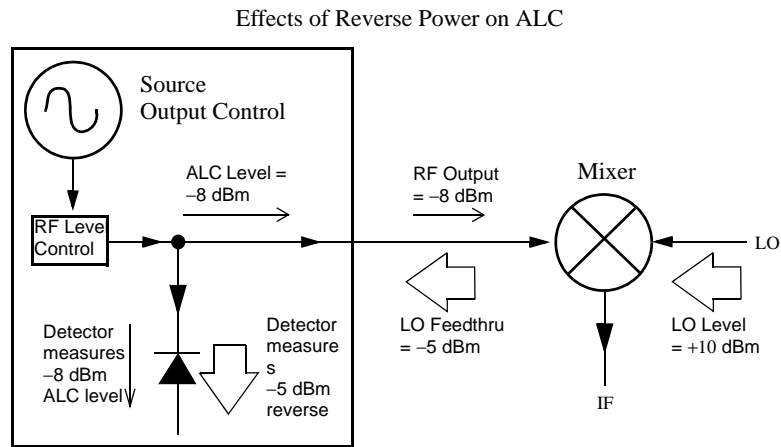 Effects of Reverse Power on ALC
Source
Output Control
ALC Level =
–8 dBm
RF Output
= –8 dBm
Mixer
RF Level
Control
LO
LO Feedthru
= –5 dBm
LO Level
= +10 dBm
Detector
measures
–8 dBm
ALC level
Detector
measure
s
–5 dBm
reverse
IF